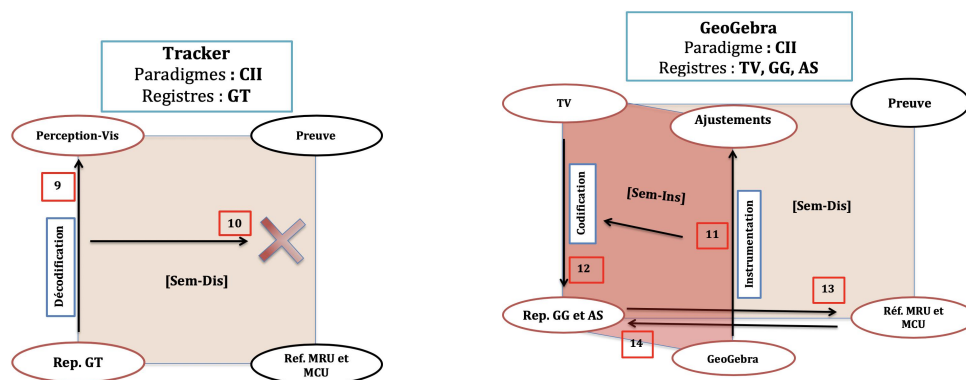 Tracker
Paradigmes : CII
Registres : GT
Perception-Vis
Preuve
9
10
Décodification
[Sem-Dis]
Rep. GT
Ref. MRU et
MCU
GeoGebra
Paradigme : CII
Registres : TV, GG, AS
TV
Ajustements
Preuve
Codification
[Sem-Ins]
[Sem-Dis]
11
Instrumentation
12
13
Rep. GG et AS
Réf. MRU et
MCU
14
GeoGebra